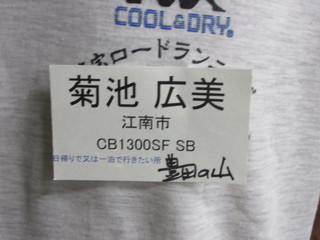 COOL&DRY®
ロードラン
菊池 広美
江南市
CB1300SF SB
日帰りで又は一泊で行きたい所 豊田の山